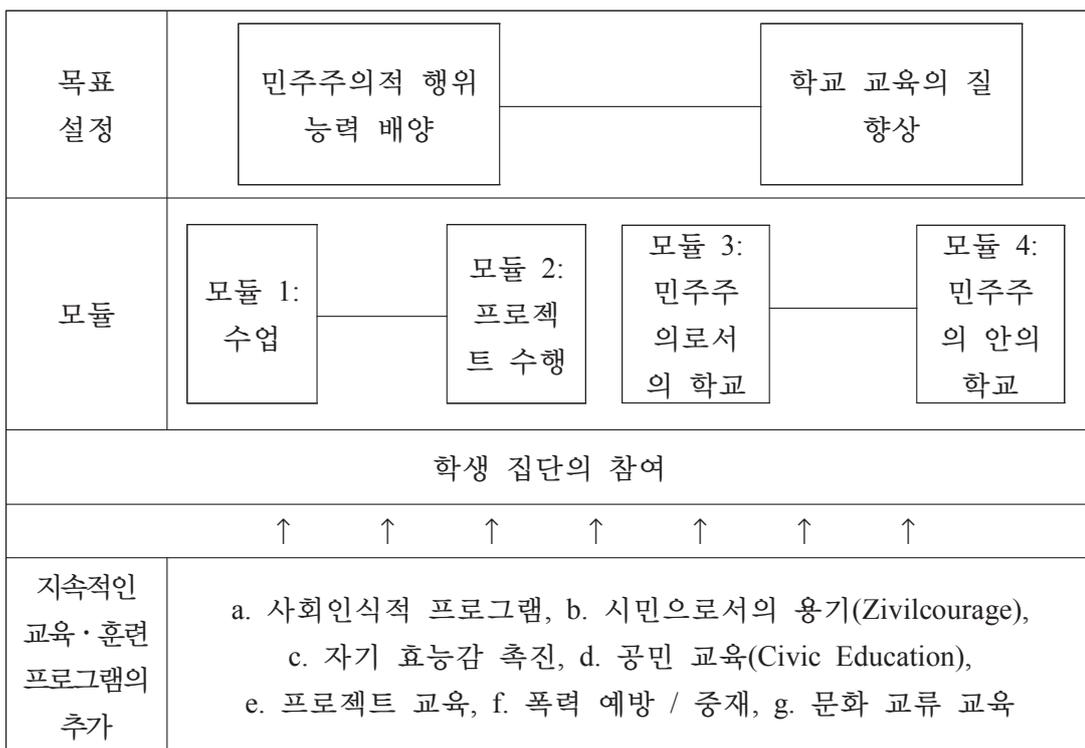 목표
설정
민주주의적 행위
능력 배양
학교 교육의 질
향상
모듈
모듈 1:
수업
모듈 2:
프로젝
트 수행
모듈 3:
민주주
의로서
의 학교
모듈 4:
민주주
의 안의
학교
학생 집단의 참여
↑ ↑ ↑ ↑ ↑ ↑ ↑
지속적인
교육・훈련
프로그램의
추가
a. 사회인식적 프로그램, b. 시민으로서의 용기(Zivilcourage),
c. 자기 효능감 촉진, d. 공민 교육(Civic Education),
e. 프로젝트 교육, f. 폭력 예방 / 중재, g. 문화 교류 교육